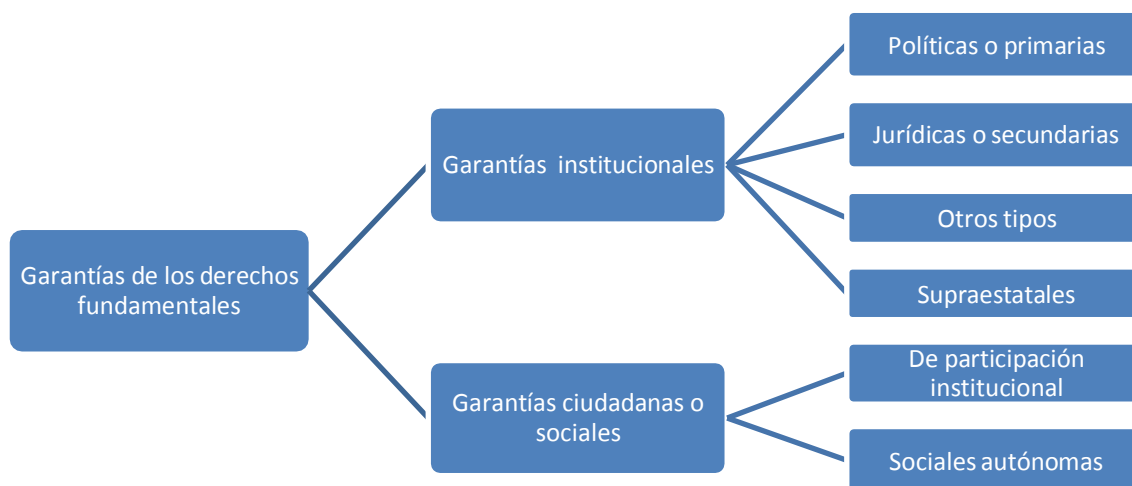 Garantías de los derechos
fundamentales
Garantías institucionales
Políticas o primarias
Jurídicas o secundarias
Otros tipos
Supraestatales
Garantías ciudadanas o
sociales
De participación
institucional
Sociales autónomas